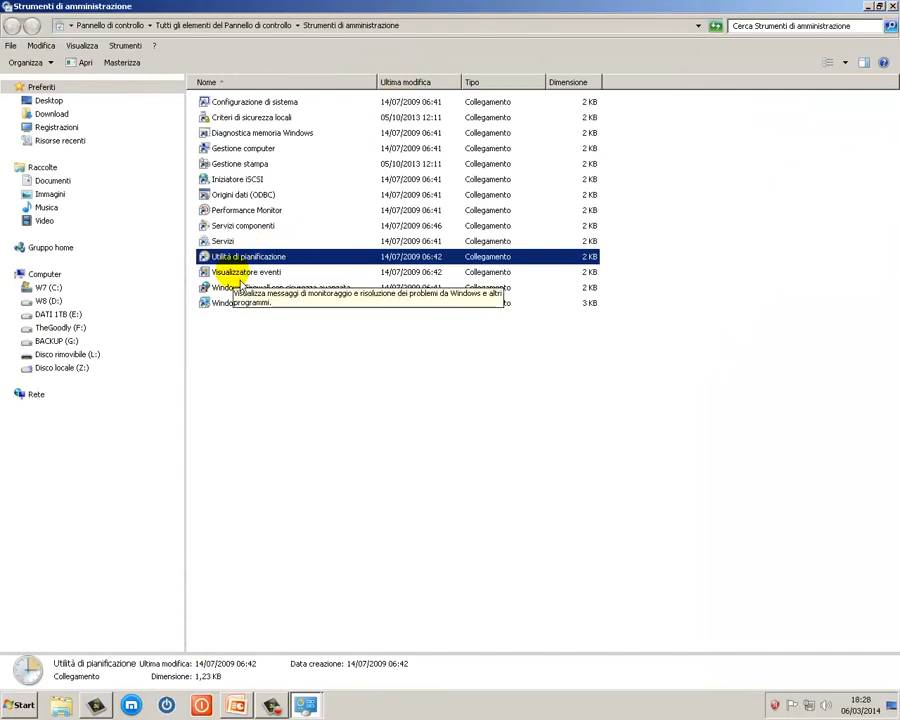 Strumenti di amministrazione
Pannello di controllo Tutti gli elementi del Pannello di controllo Strumenti di amministrazione
Cerca Strumenti di amministrazione
File Modifica Visualizza Strumenti ?
Organizza Apri Masterizza
Preferiti
Desktop
Download
Registrazioni
Risorse recenti
Raccolte
Documenti
Immagini
Musica
Video
Gruppo home
Computer
W7 (C:)
W8 (D:)
DATI 1TB (E:)
TheGoodly (F:)
BACKUP (G:)
Disco rimovibile (L:)
Disco locale (Z:)
Rete
Nome Ultima modifica Tipo Dimensione
Configurazione di sistema 14/07/2009 06:41 Collegamento 2 KB
Criteri di sicurezza locali 05/10/2013 12:11 Collegamento 2 KB
Diagnostica memoria Windows 14/07/2009 06:41 Collegamento 2 KB
Gestione computer 14/07/2009 06:41 Collegamento 2 KB
Gestione stampa 05/10/2013 12:11 Collegamento 2 KB
Iniziatore iSCSI 14/07/2009 06:41 Collegamento 2 KB
Origini dati (ODBC) 14/07/2009 06:41 Collegamento 2 KB
Performance Monitor 14/07/2009 06:41 Collegamento 2 KB
Servizi componenti 14/07/2009 06:46 Collegamento 2 KB
Servizi 14/07/2009 06:41 Collegamento 2 KB
Utilità di pianificazione 14/07/2009 06:42 Collegamento 2 KB
Visualizzatore eventi 14/07/2009 06:42 Collegamento 2 KB
2 KB
Visualizza messaggi di monitoraggio e risoluzione dei problemi da Windows e altri
programmi.
3 KB
Utilità di pianificazione Ultima modifica: 14/07/2009 06:42 Data creazione: 14/07/2009 06:42
Collegamento Dimensione: 1,23 KB
Start
18:28
06/03/2014